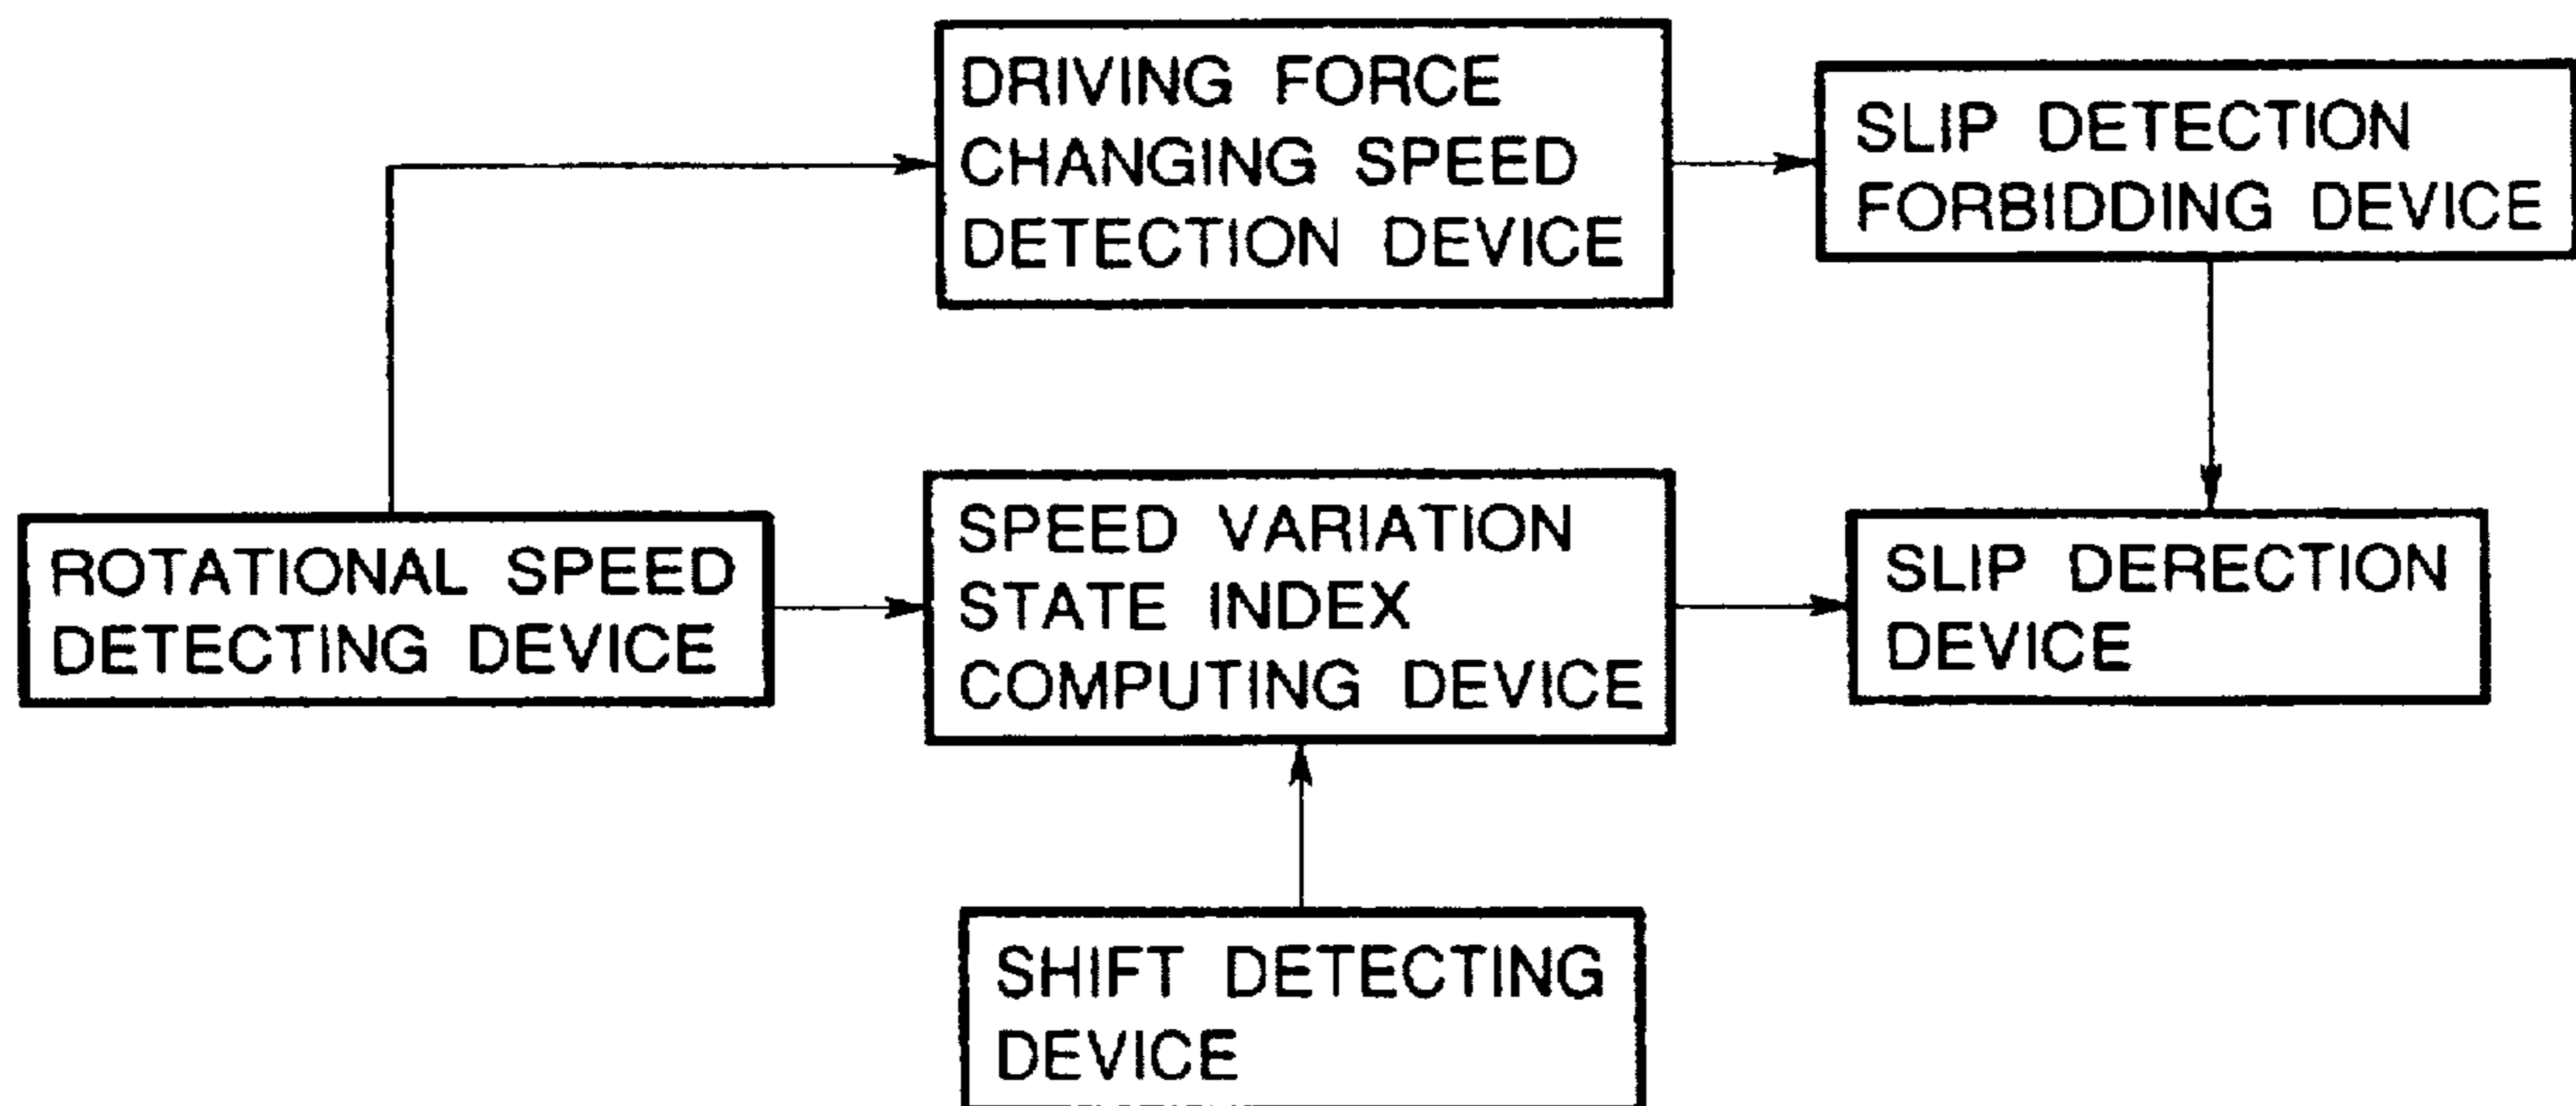 DRIVING FORCE
CHANGING SPEED
DETECTION DEVICE
SLIP DETECTION
FORBIDDING DEVICE
ROTATIONAL SPEED
DETECTING DEVICE
SPEED VARIATION
STATE INDEX
COMPUTING DEVICE
SLIP DERECTION
DEVICE
SHIFT DETECTING
DEVICE